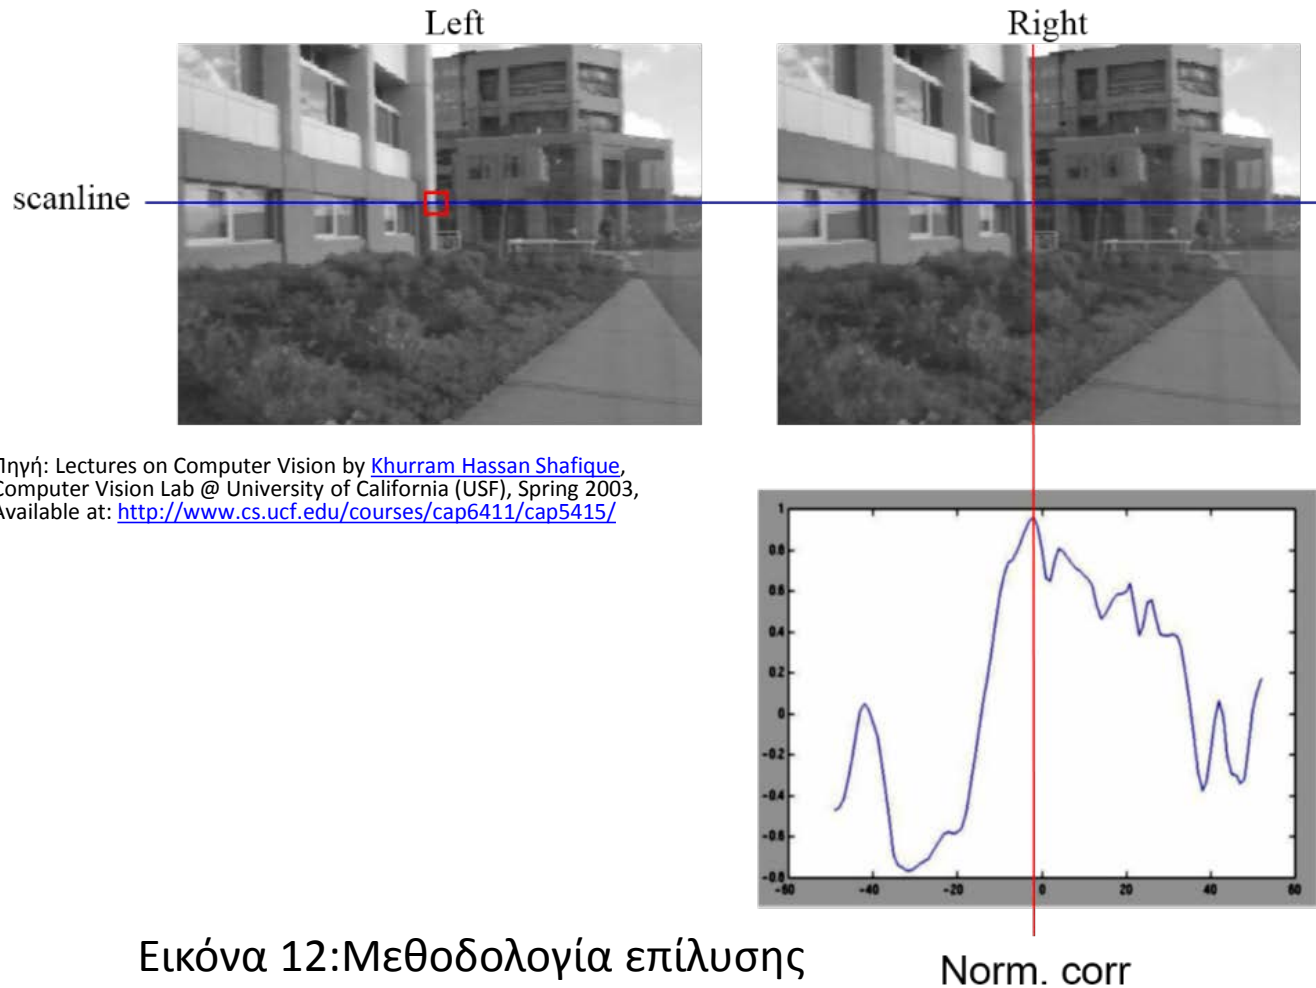 Left
Right
scanline
Πηγή: Lectures on Computer Vision by Khurram Hassan Shafique,
Computer Vision Lab @ University of California (USF), Spring 2003,
Available at: http://www.cs.ucf.edu/courses/cap6411/cap5415/
1
0.8
0.6
0.4
0.2
0
-0.2
-0.4
-0.6
-0.8
-60 -40 -20 0 20 40 60
Εικόνα 12:Μεθοδολογία επίλυσης
Norm. corr